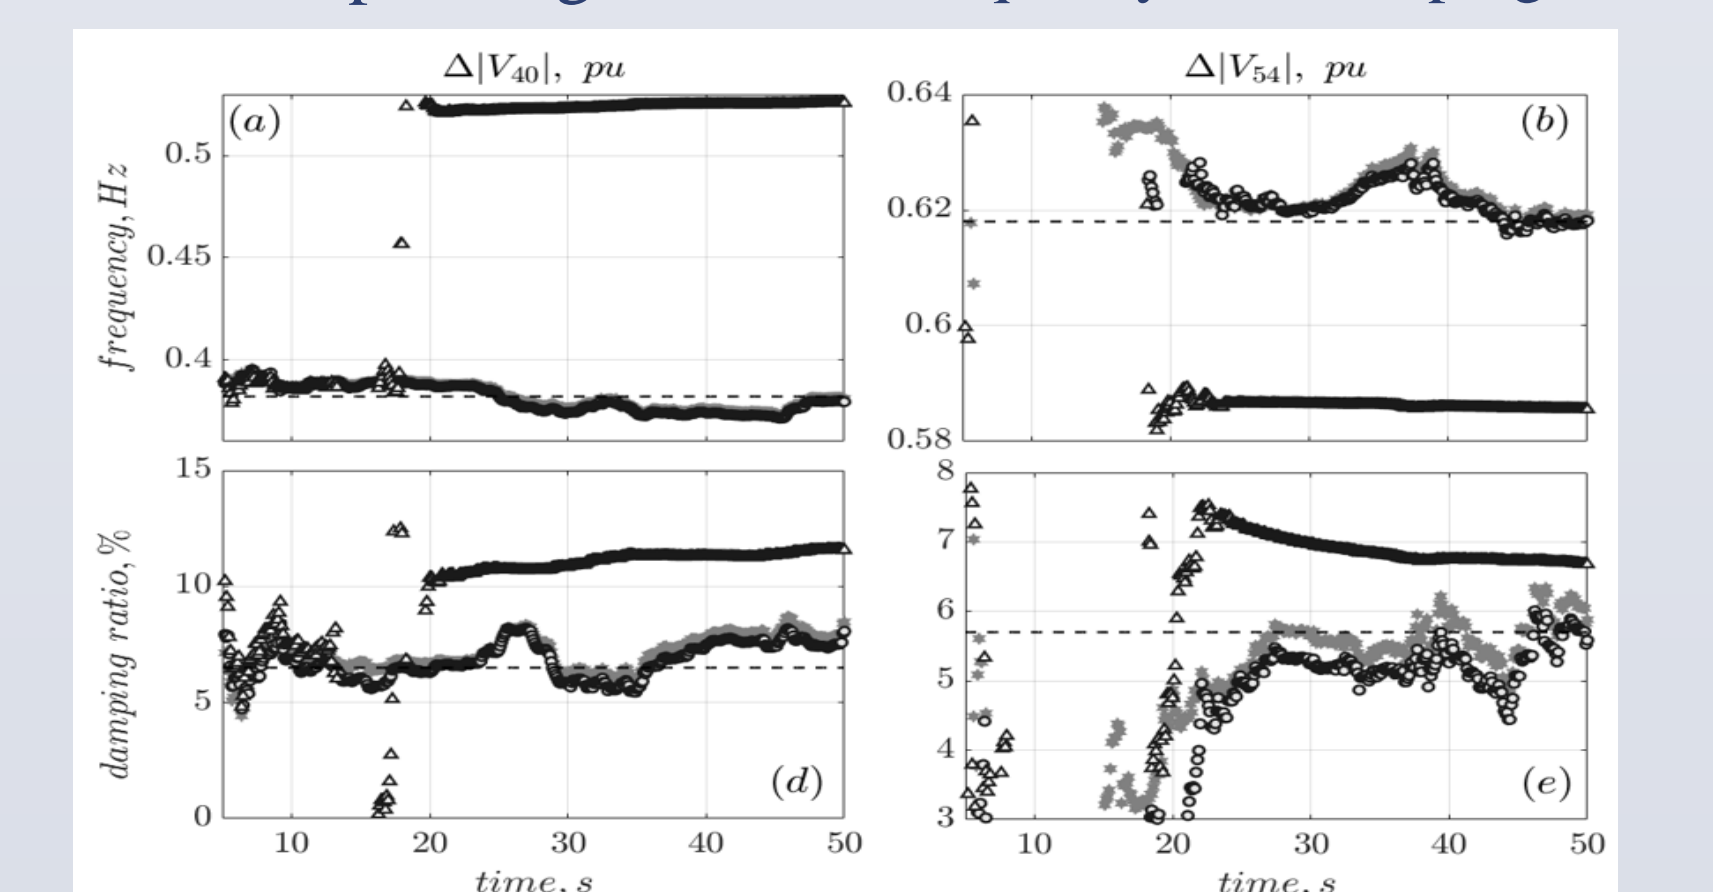 Δ|V40|, pu
Δ|V54|, pu
(a)
frequency, Hz
0.5
0.45
0.4
(b)
0.64
0.62
0.6
0.58
(d)
damping ratio, %
15
10
5
0
10 20 30 40 50
time, s
(e)
8
7
6
5
4
3
10 20 30 40 50
time, s